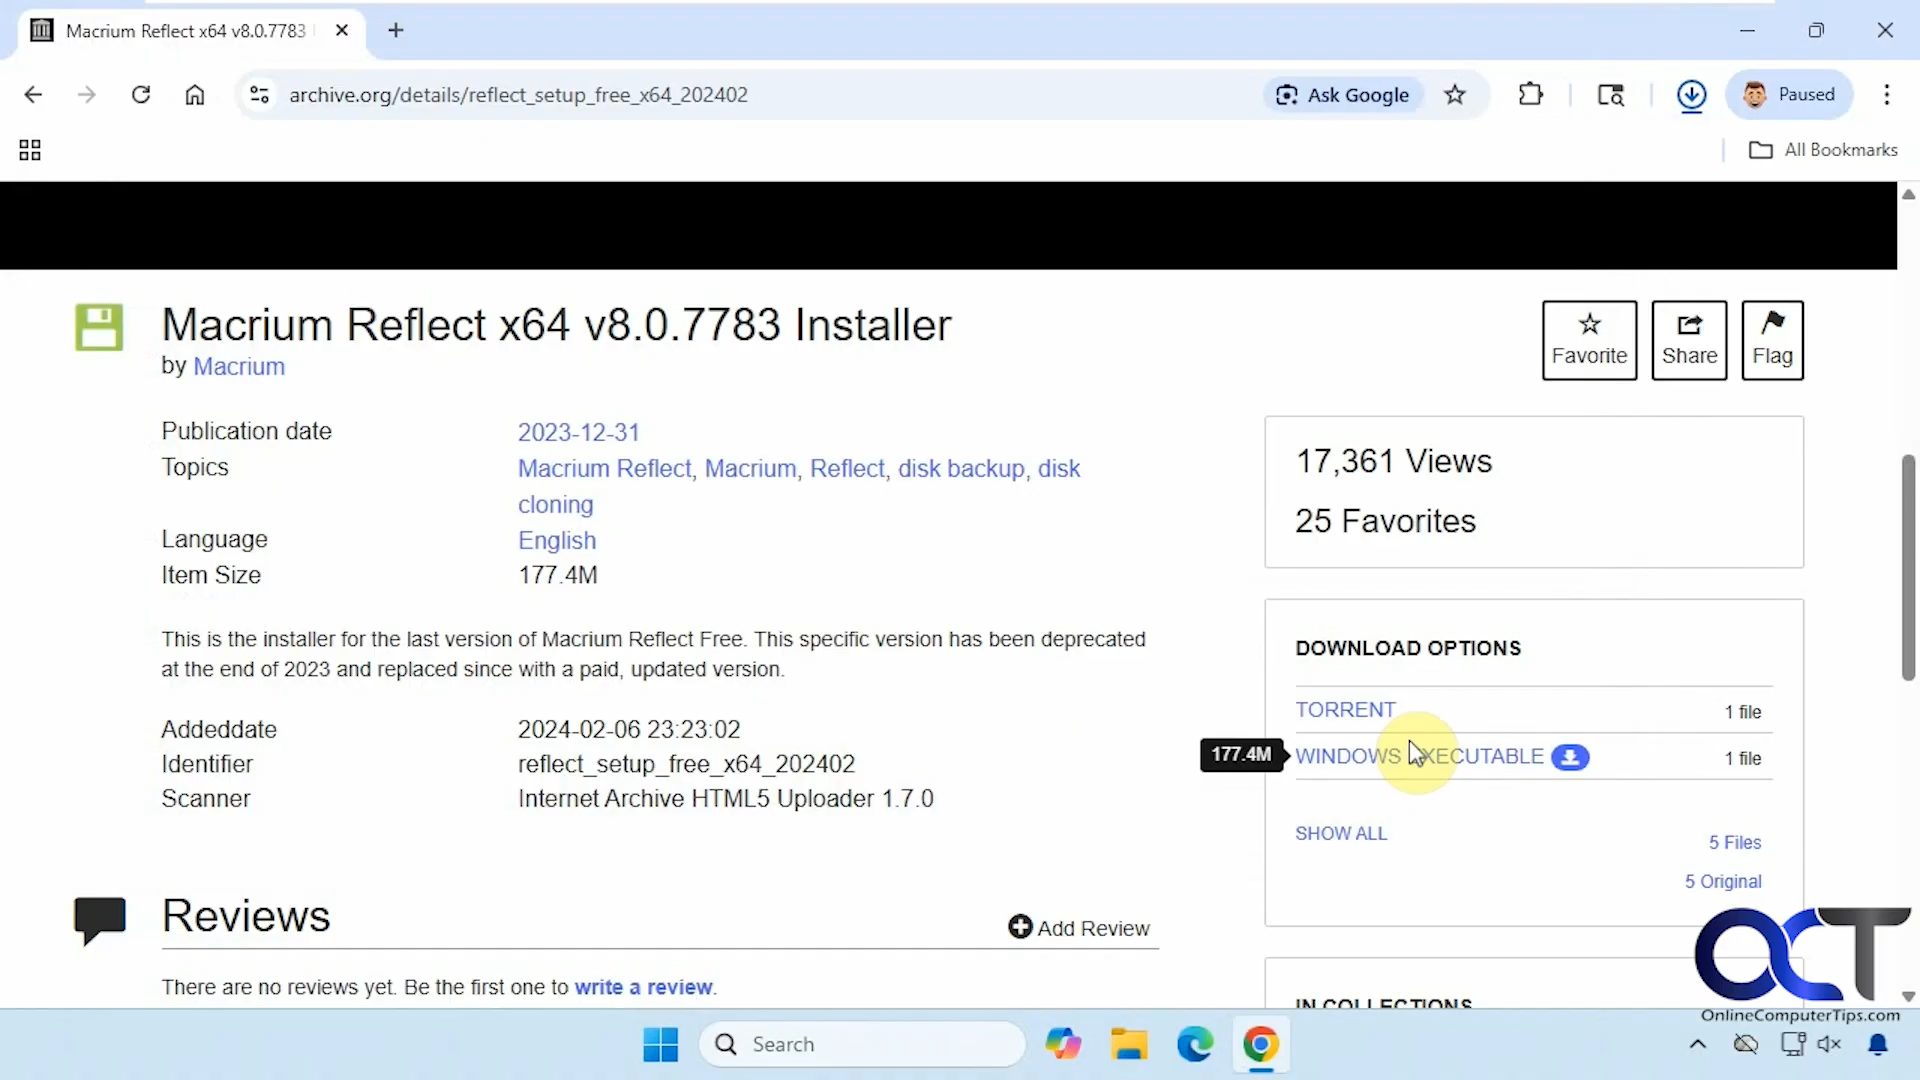 Macrium Reflect x64 v8.0.7783
archive.org/details/reflect_setup_free_x64_202402
Ask Google
Paused
All Bookmarks
Macrium Reflect x64 v8.0.7783 Installer
by Macrium
Favorite
Share
Flag
Publication date 2023-12-31
Topics Macrium Reflect, Macrium, Reflect, disk backup, disk
cloning
Language English
Item Size 177.4M
This is the installer for the last version of Macrium Reflect Free. This specific version has been deprecated
at the end of 2023 and replaced since with a paid, updated version.
Addeddate 2024-02-06 23:23:02
Identifier reflect_setup_free_x64_202402
Scanner Internet Archive HTML5 Uploader 1.7.0
Reviews
Add Review
There are no reviews yet. Be the first one to write a review.
17,361 Views
25 Favorites
DOWNLOAD OPTIONS
TORRENT 1 file
177.4M
WINDOWS EXECUTABLE 1 file
SHOW ALL
5 Files
5 Original
IN COLLECTIONS
OCT
OnlineComputerTips.com
Search